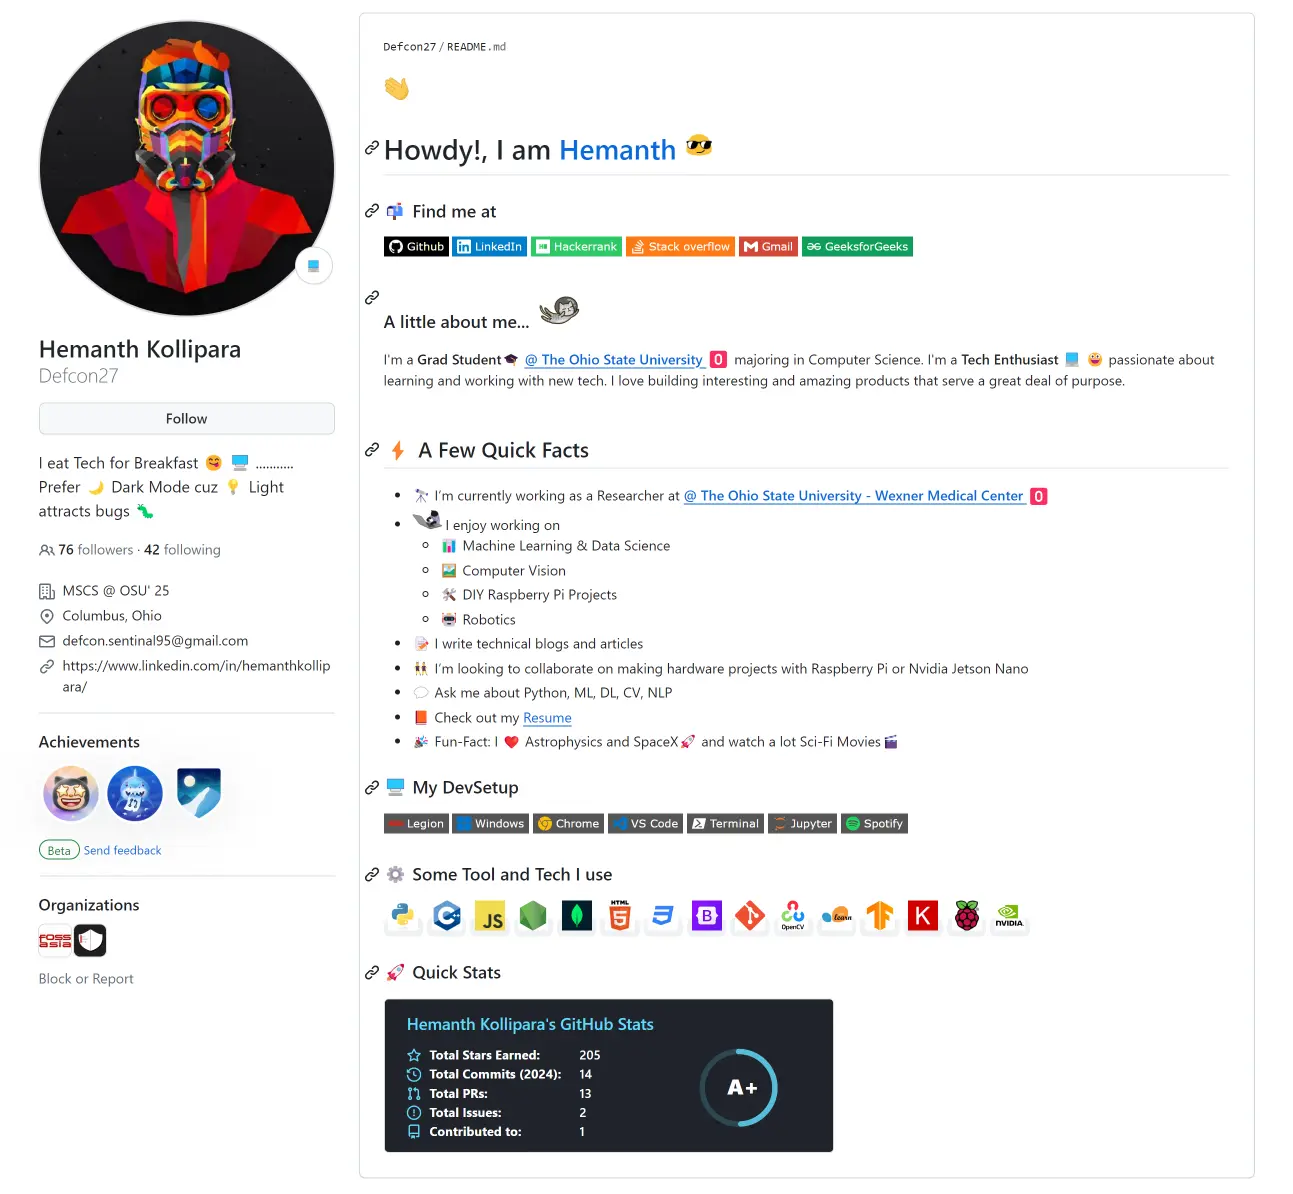 Hemanth Kollipara
Defcon27
Follow
I eat Tech for Breakfast 😋 💻 ...........
Prefer 🌙 Dark Mode cuz 💡 Light
attracts bugs 🐛
76 followers · 42 following
MSCS @ OSU' 25
Columbus, Ohio
defcon.sentinal95@gmail.com
https://www.linkedin.com/in/hemanthkollip
ara/
Achievements
Beta Send feedback
Organizations
FOSS
ASIA
Block or Report
Defcon27 / README.md
Howdy!, I am Hemanth 😎
Find me at
Github LinkedIn Hackerrank Stack overflow Gmail GeeksforGeeks
A little about me...
I'm a Grad Student🎓 @ The Ohio State University O majoring in Computer Science. I'm a Tech Enthusiast 💻 😀 passionate about
learning and working with new tech. I love building interesting and amazing products that serve a great deal of purpose.
⚡ A Few Quick Facts
🔭 I’m currently working as a Researcher at @ The Ohio State University - Wexner Medical Center O
I enjoy working on
📊 Machine Learning & Data Science
🖼️ Computer Vision
🛠️ DIY Raspberry Pi Projects
🤖 Robotics
📝 I write technical blogs and articles
👯 I’m looking to collaborate on making hardware projects with Raspberry Pi or Nvidia Jetson Nano
💬 Ask me about Python, ML, DL, CV, NLP
📕 Check out my Resume
🎉 Fun-Fact: I ❤️ Astrophysics and SpaceX🚀 and watch a lot Sci-Fi Movies🎬
💻 My DevSetup
Legion Windows Chrome VS Code Terminal Jupyter Spotify
⚙️ Some Tool and Tech I use
C++ JS HTML 5 B OpenCV learn K NVIDIA
🚀 Quick Stats
Hemanth Kollipara's GitHub Stats
Total Stars Earned: 205
Total Commits (2024): 14
Total PRs: 13
Total Issues: 2
Contributed to: 1
A+